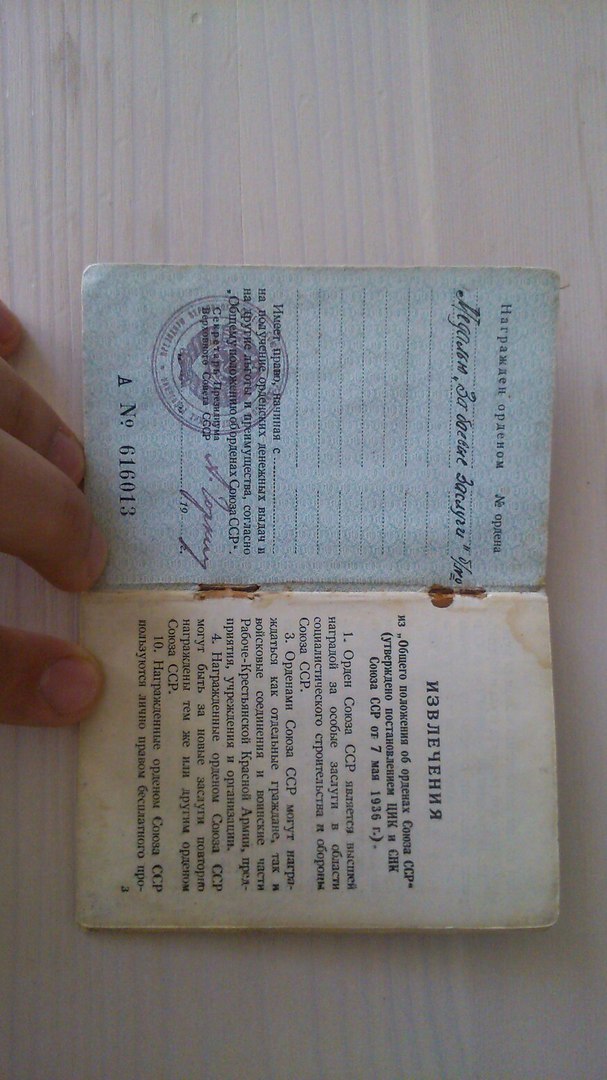 Награжден орденом № ордена
Медалью „За боевые заслуги" б/№
Имеет право, начиная с
на получение орденских денежных выдач и
на другие льготы и преимущества, согласно
„Общему положению об орденах Союза ССР".
Секретарь Президиума
Верховного Совета СССР
19 г.
А № 616013
ИЗВЛЕЧЕНИЯ
из „Общего положения об орденах Союза ССР"
(утверждено постановлением ЦИК и СНК
Союза ССР от 7 мая 1936 г.)
1. Орден Союза ССР является высшей
наградой за особые заслуги в области
социалистического строительства и обороны
Союза ССР.
3. Орденами Союза ССР могут награ-
ждаться как отдельные граждане, так и
войсковые соединения и воинские части
Рабоче-Крестьянской Красной Армии, пред-
приятия, учреждения и организации.
4. Награжденные орденом Союза ССР
могут быть за новые заслуги повторно
награждены тем же или другим орденом
Союза ССР.
10. Награжденные орденом Союза ССР
пользуются лично правом бесплатного про-
3